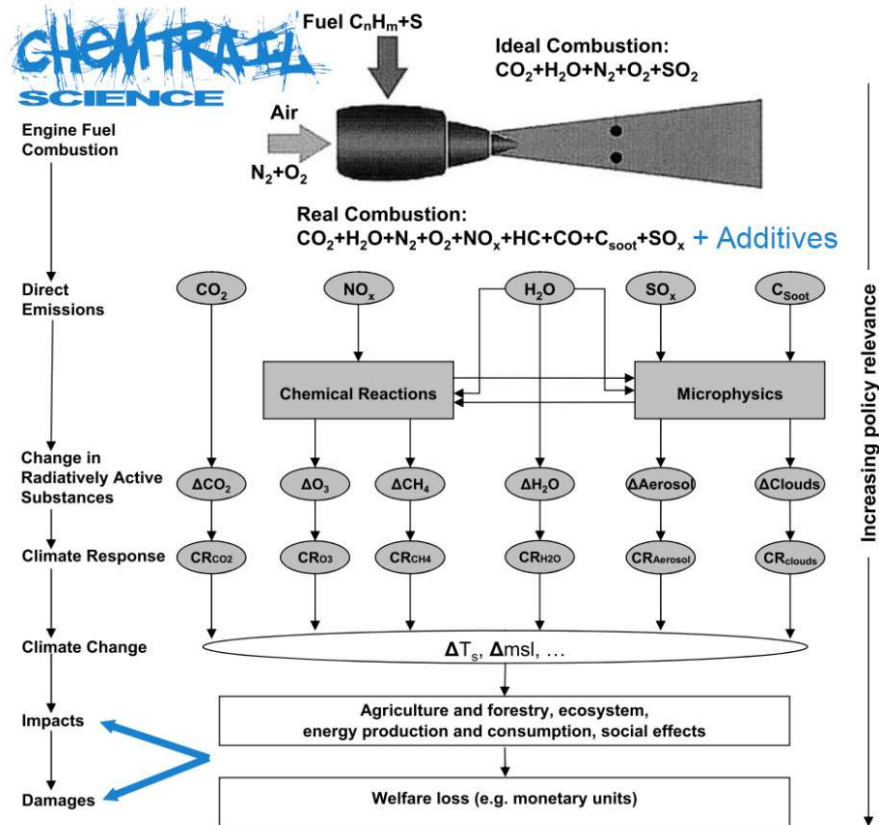 CHEMTRAIL
SCIENCE
Fuel CₙHₘ+S
Ideal Combustion:
CO₂+H₂O+N₂+O₂+SO₂
Air
N₂+O₂
Engine Fuel
Combustion
Real Combustion:
CO₂+H₂O+N₂+O₂+NOₓ+HC+CO+Cₛₒₒₜ+SOₓ + Additives
Direct
Emissions
CO₂
NOₓ
H₂O
SOₓ
Cₛₒₒₜ
Chemical Reactions
Microphysics
Change in
Radiatively Active
Substances
ΔCO₂
ΔO₃
ΔCH₄
ΔH₂O
ΔAerosol
ΔClouds
Climate Response
CRCO2
CRO3
CRCH4
CRH2O
CRAerosol
CRclouds
Climate Change
ΔTₛ, Δmsl, …
Impacts
Agriculture and forestry, ecosystem,
energy production and consumption, social effects
Damages
Welfare loss (e.g. monetary units)
Increasing policy relevance